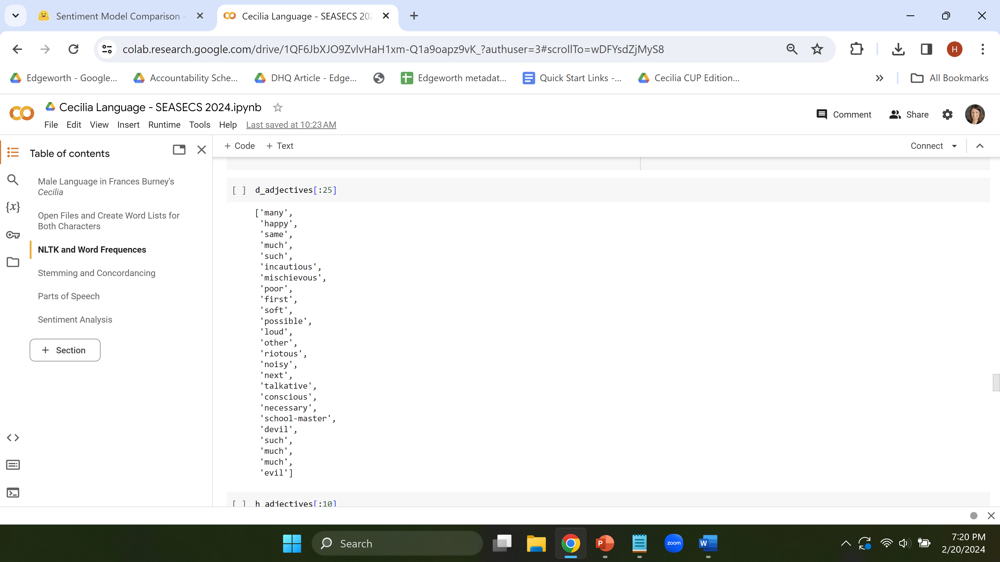 Sentiment Model Comparison -
Cecilia Language - SEASECS 202
colab.research.google.com/drive/1QF6JbXJO9ZvlvHaH1xm-Q1a9oapz9vK_?authuser=3#scrollTo=wDFYsdZjMyS8
H
Edgeworth - Google...
Accountability Sche...
DHQ Article - Edge...
Edgeworth metadat...
Quick Start Links -...
Cecilia CUP Edition...
All Bookmarks
Cecilia Language - SEASECS 2024.ipynb
Comment
Share
File Edit View Insert Runtime Tools Help Last saved at 10:23 AM
Table of contents
+ Code + Text
Connect
Male Language in Frances Burney's
Cecilia
Open Files and Create Word Lists for
Both Characters
NLTK and Word Frequences
Stemming and Concordancing
Parts of Speech
Sentiment Analysis
+ Section
{x}
[ ] d_adjectives[:25]
['many',
'happy',
'same',
'much',
'such',
'incautious',
'mischievous',
'poor',
'first',
'soft',
'possible',
'loud',
'other',
'riotous',
'noisy',
'next',
'talkative',
'conscious',
'necessary',
'school-master',
'devil',
'such',
'much',
'much',
'evil']
[ ] h_adjectives[:10]
Search
P
zoom
W
7:20 PM
2/20/2024